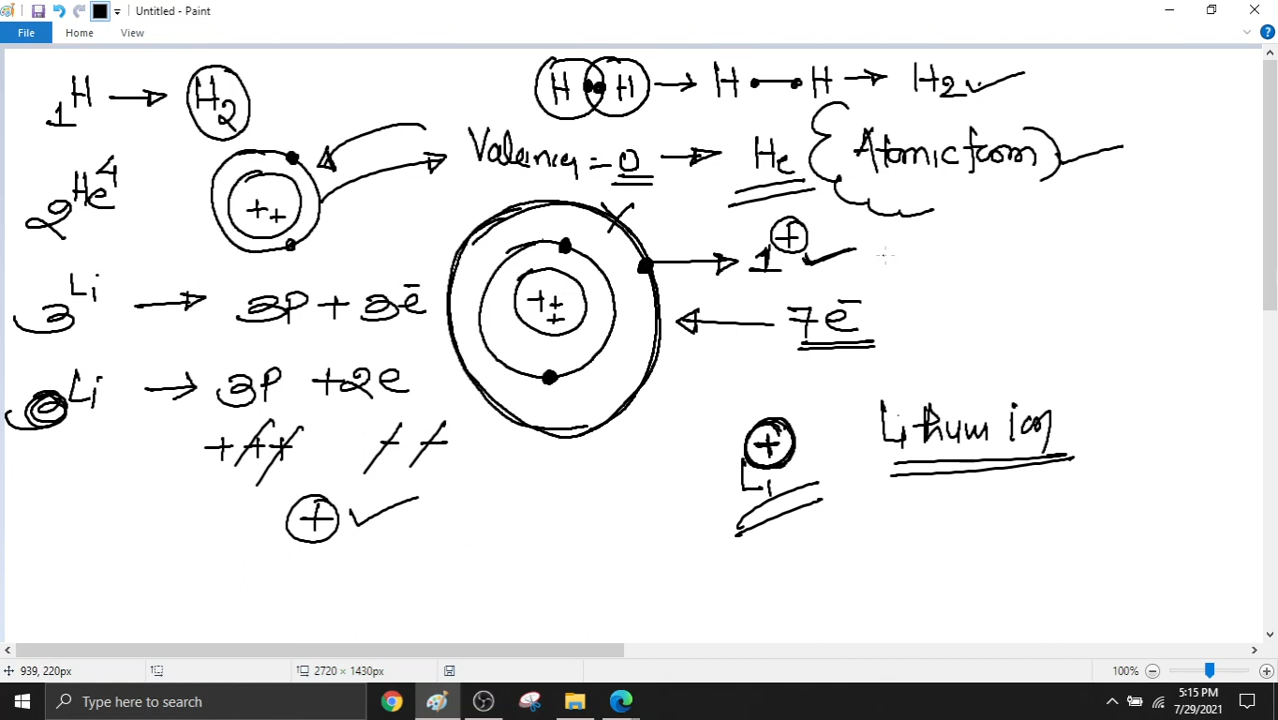 Untitled - Paint
File Home View
1H → H2
H H → H H → H2
2He4
++
Valency = 0 → He { Atomic form }
3Li → 3p + 3e̅
+++
1+
7e̅
3Li → 3p + 2e
+++
+
+
Li
Lithium ion
939, 220px
2720 × 1430px
100%
Type here to search
5:15 PM
7/29/2021